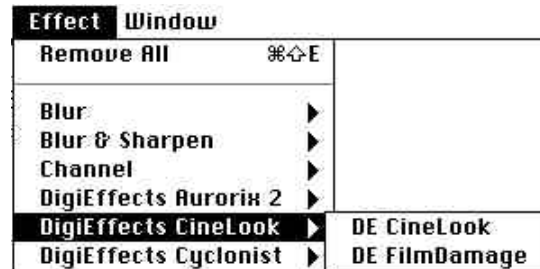 Effect Window
Remove All ⌘⇧E
Blur
Blur & Sharpen
Channel
DigiEffects Aurorix 2
DigiEffects CineLook DE CineLook
DigiEffects Cyclonist DE FilmDamage